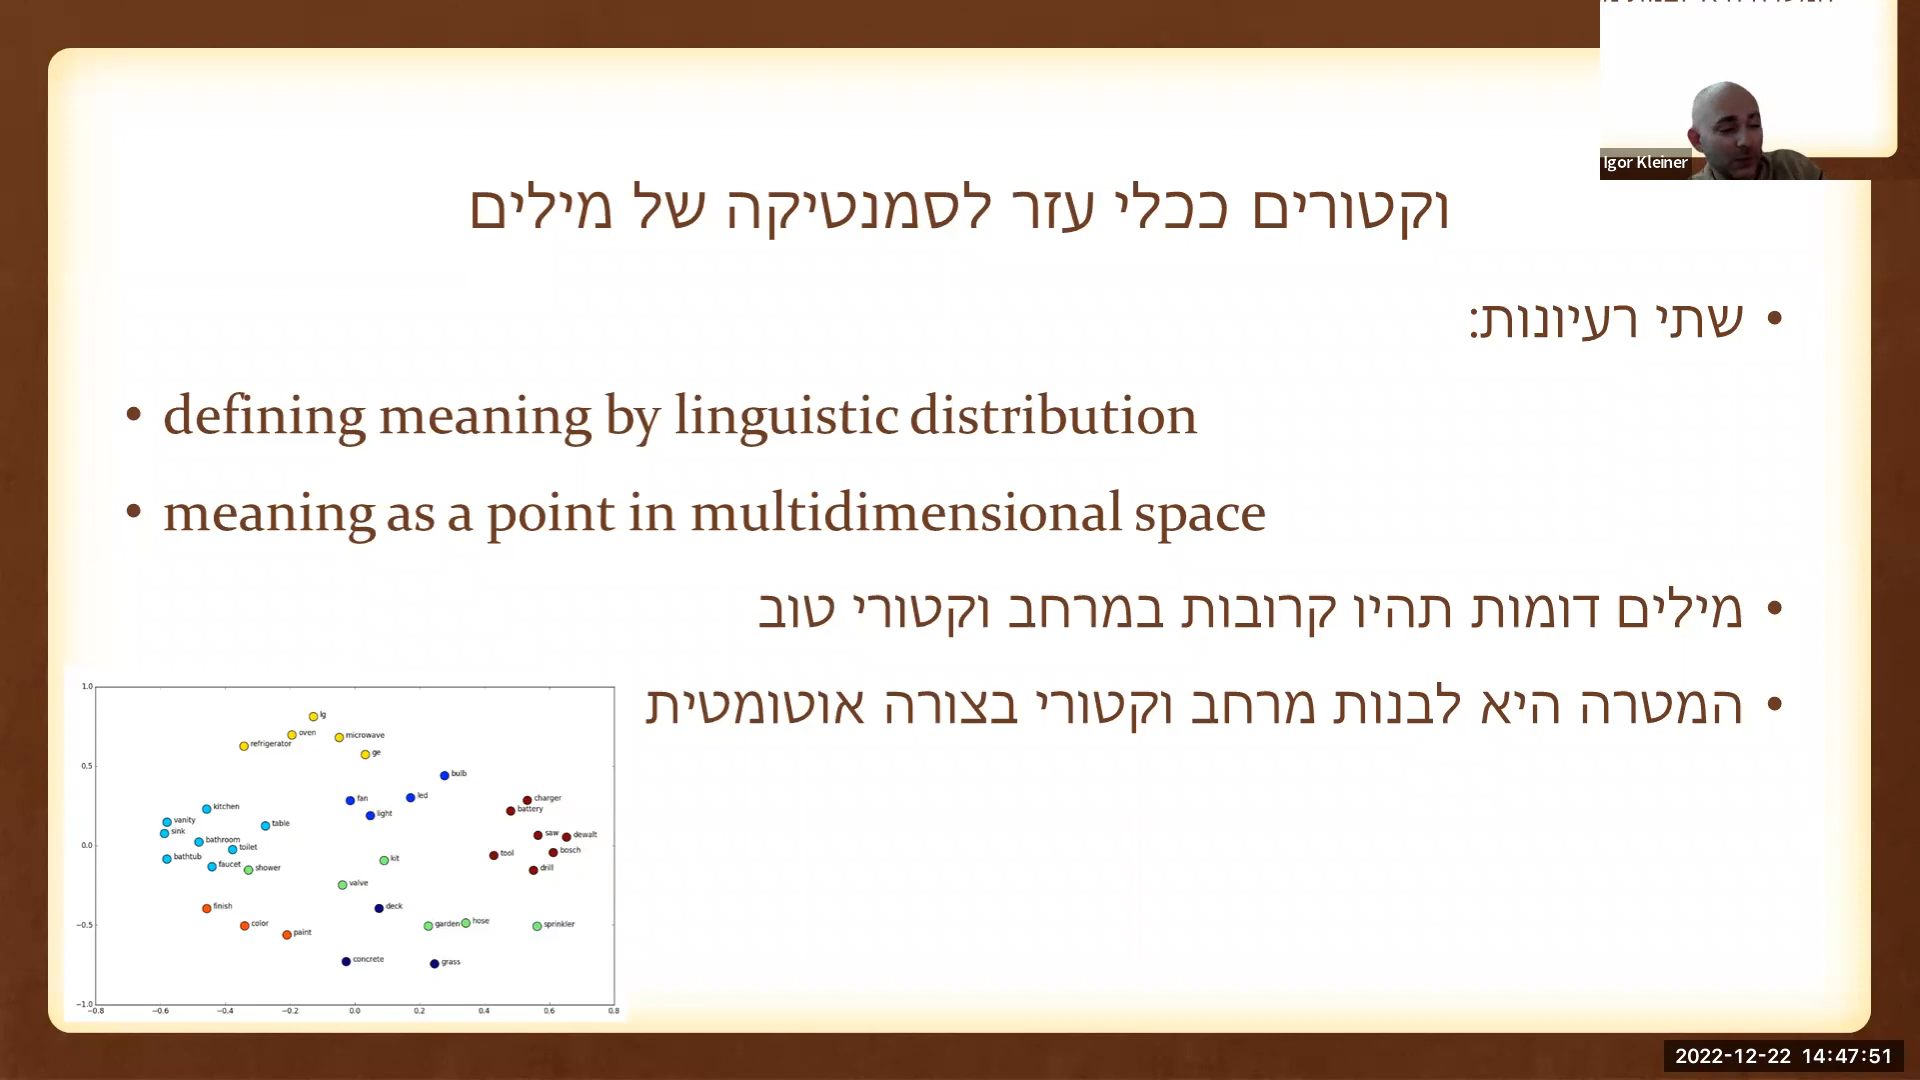 Igor Kleiner
וקטורים ככלי עזר לסמנטיקה של מילים
• שתי רעיונות:
• defining meaning by linguistic distribution
• meaning as a point in multidimensional space
• מילים דומות תהיו קרובות במרחב וקטורי טוב
• המטרה היא לבנות מרחב וקטורי בצורה אוטומטית
1.0
lg
oven
microwave
refrigerator
ge
0.5
bulb
led
fan
light
charger
battery
kitchen
vanity
table
sink
saw
dewalt
bathroom
toilet
0.0
bosch
tool
bathtub
kit
faucet
shower
drill
valve
finish
deck
color
garden
hose
sprinkler
−0.5
paint
concrete
grass
−1.0
−0.8 −0.6 −0.4 −0.2 0.0 0.2 0.4 0.6 0.8
2022-12-22 14:47:51